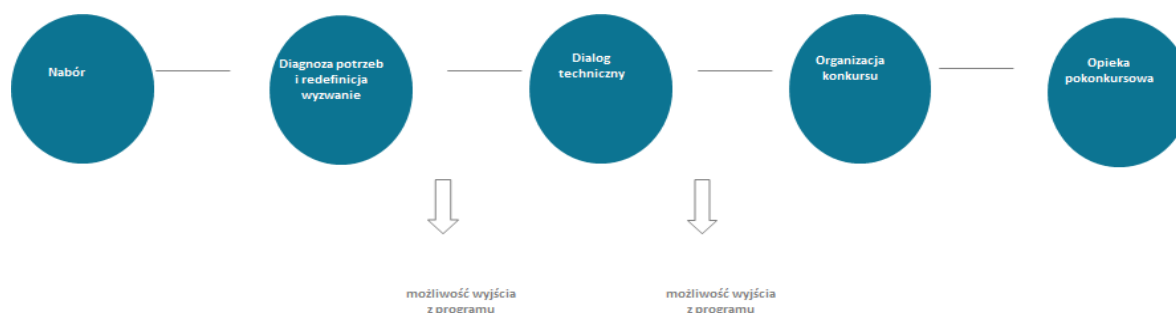 Nabór
Diagnoza potrzeb
i redefinicja
wyzwanie
Dialog
techniczny
Organizacja
konkursu
Opieka
pokonkursowa
możliwość wyjścia
z programu
możliwość wyjścia
z programu